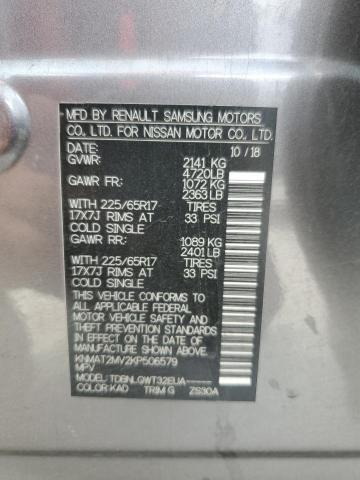 MFD BY RENAULT SAMSUNG MOTORS
CO., LTD. FOR NISSAN MOTOR CO., LTD.
DATE: 10 / 18
GVWR: 2141 KG
4720LB
GAWR FR: 1072 KG
2363 LB
WITH 225/65R17 TIRES
17X7J RIMS AT 33 PSI
COLD SINGLE
GAWR RR: 1089 KG
2401 LB
WITH 225/65R17 TIRES
17X7J RIMS AT 33 PSI
COLD SINGLE
THIS VEHICLE CONFORMS TO
ALL APPLICABLE FEDERAL
MOTOR VEHICLE SAFETY AND
THEFT PREVENTION STANDARDS
IN EFFECT ON THE DATE OF
MANUFACTURE SHOWN ABOVE.
KNMAT2MV2KP506579
MPV
MODEL: TDBNLQWT32EUA------
COLOR: KAD TRIM: G ZS30A